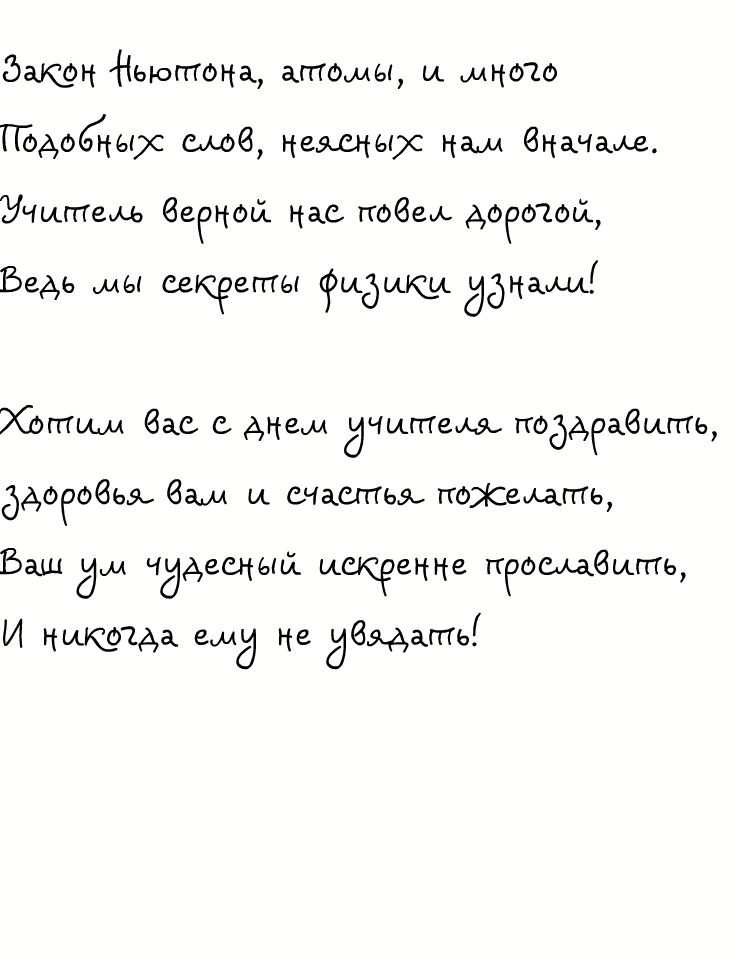 Закон Ньютона, атомы, и много
Подобных слов, неясных нам вначале.
Учитель верной нас повел дорогой,
Ведь мы секреты физики узнали!
Хотим вас с днем учителя поздравить,
здоровья вам и счастья пожелать,
Ваш ум чудесный искренне прославить,
И никогда ему не увядать!